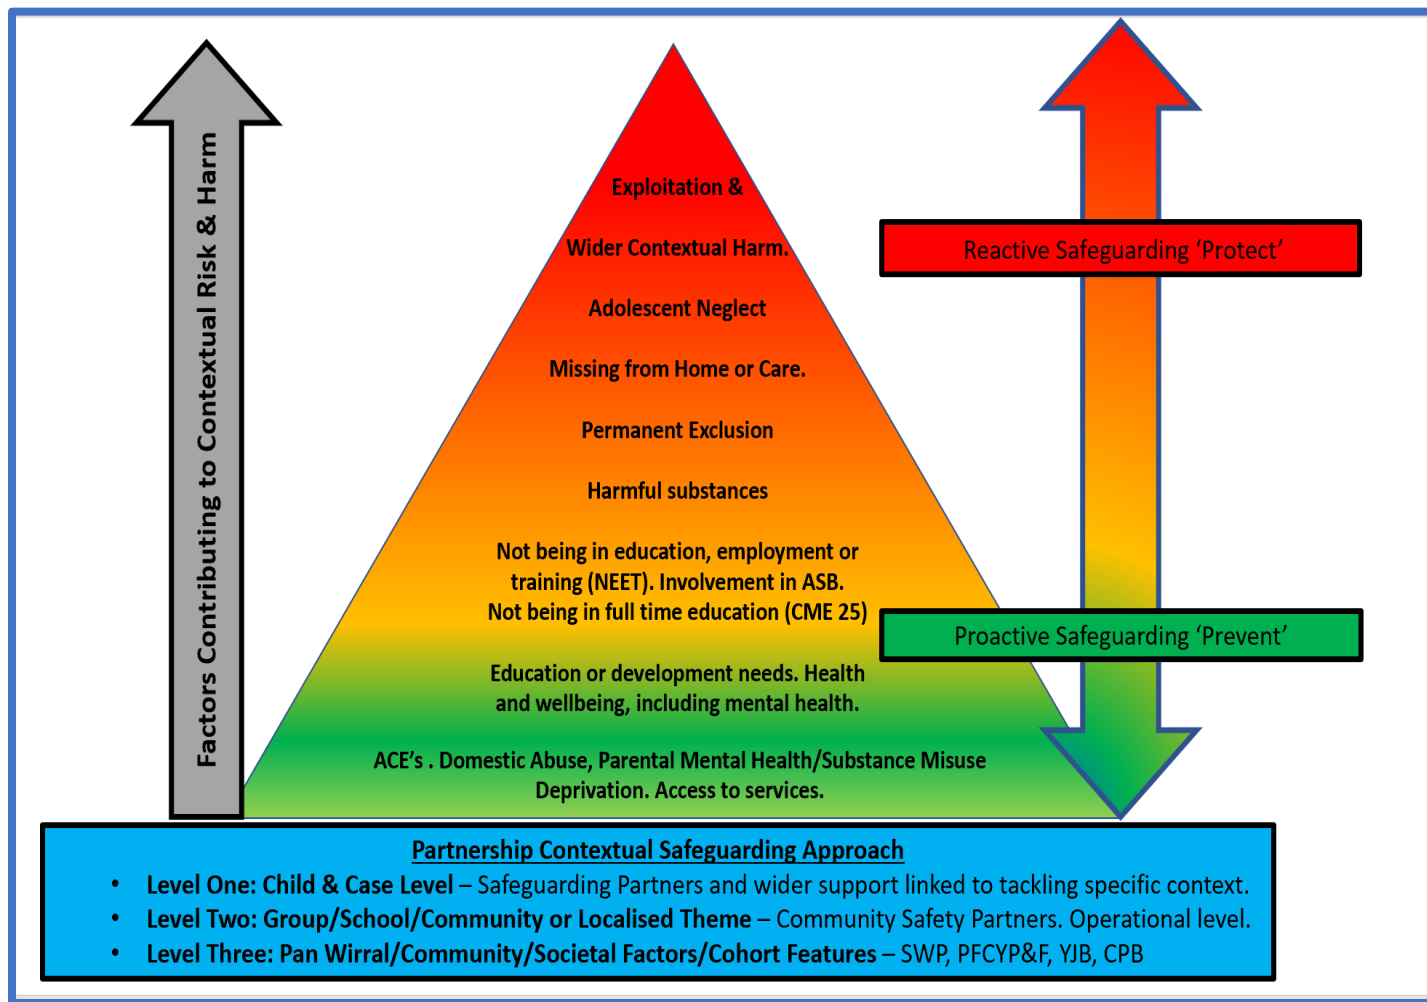 Factors Contributing to Contextual Risk & Harm
Exploitation &
Wider Contextual Harm.
Adolescent Neglect
Missing from Home or Care.
Permanent Exclusion
Harmful substances
Not being in education, employment or
training (NEET). Involvement in ASB.
Not being in full time education (CME 25)
Education or development needs. Health
and wellbeing, including mental health.
ACE’s . Domestic Abuse, Parental Mental Health/Substance Misuse
Deprivation. Access to services.
Reactive Safeguarding ‘Protect’
Proactive Safeguarding ‘Prevent’
Partnership Contextual Safeguarding Approach
• Level One: Child & Case Level – Safeguarding Partners and wider support linked to tackling specific context.
• Level Two: Group/School/Community or Localised Theme – Community Safety Partners. Operational level.
• Level Three: Pan Wirral/Community/Societal Factors/Cohort Features – SWP, PFCYP&F, YJB, CPB